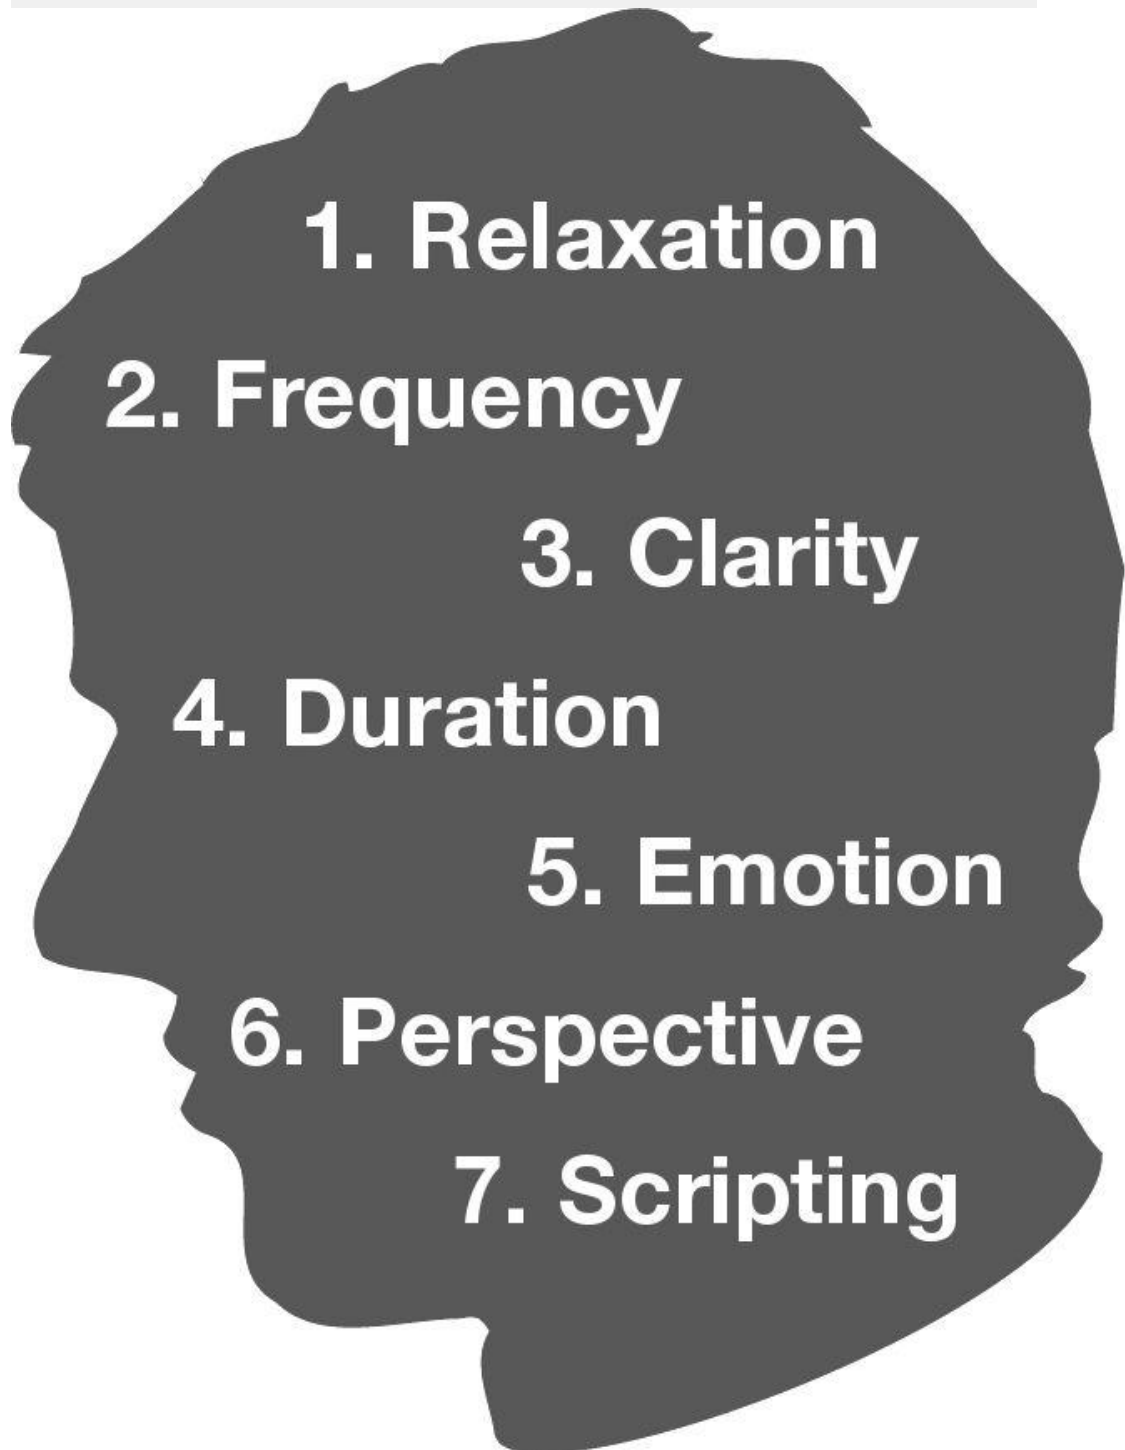 1. Relaxation
2. Frequency
3. Clarity
4. Duration
5. Emotion
6. Perspective
7. Scripting